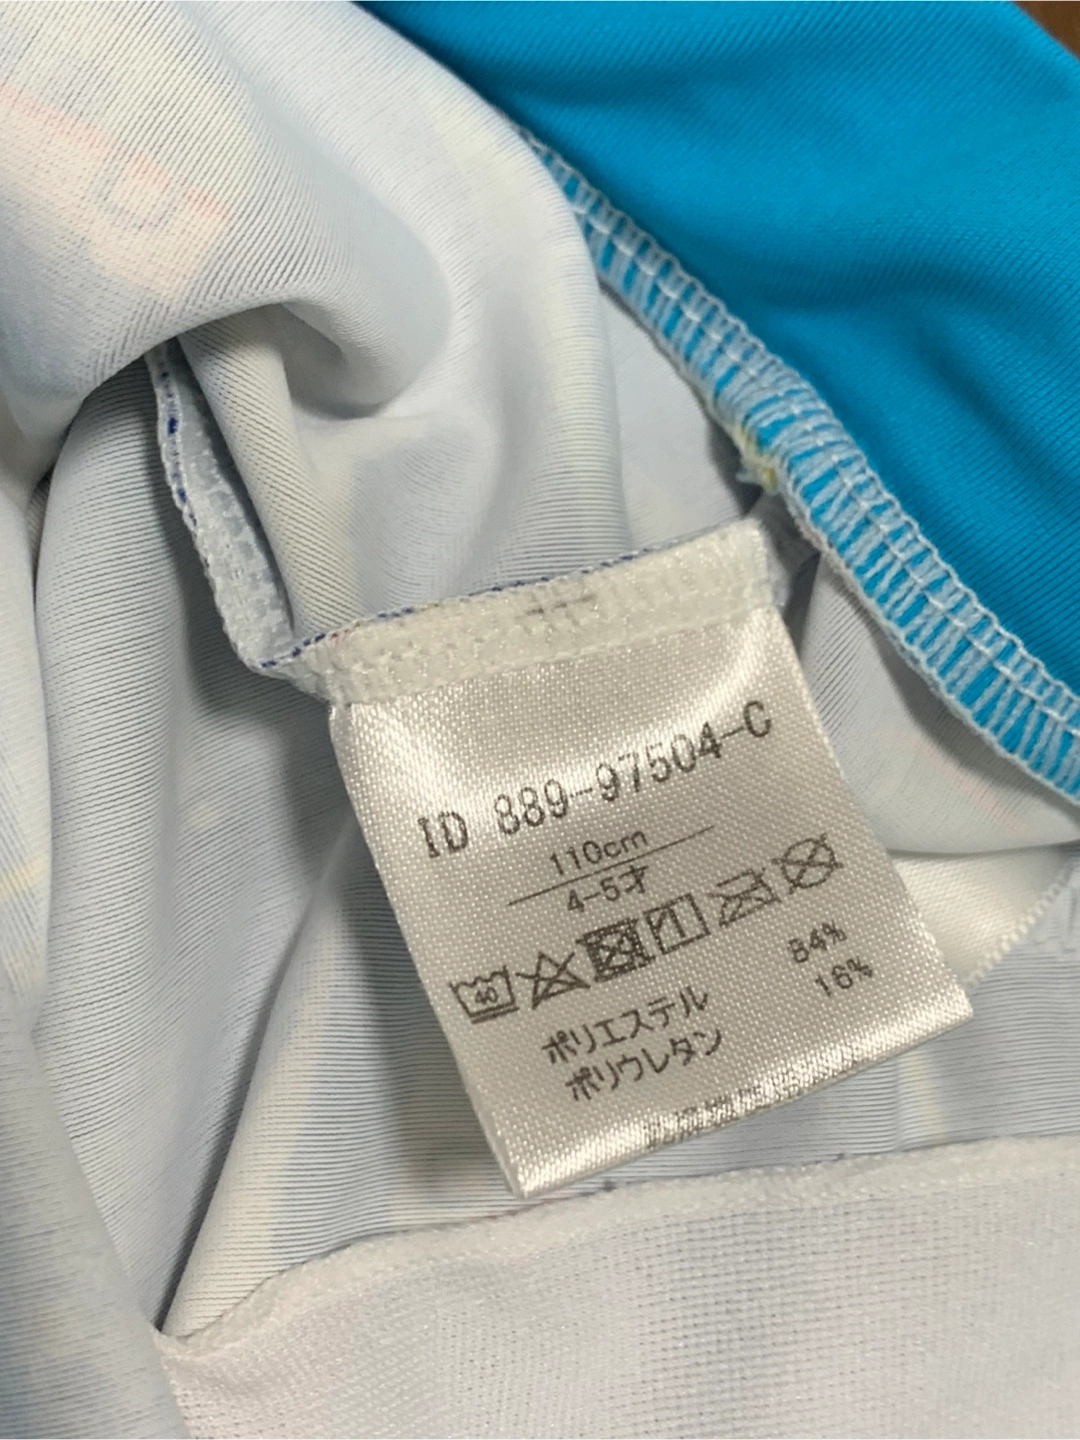 ID 889-97504-C
110cm
4-5才
40
ポリエステル 84%
ポリウレタン 16%